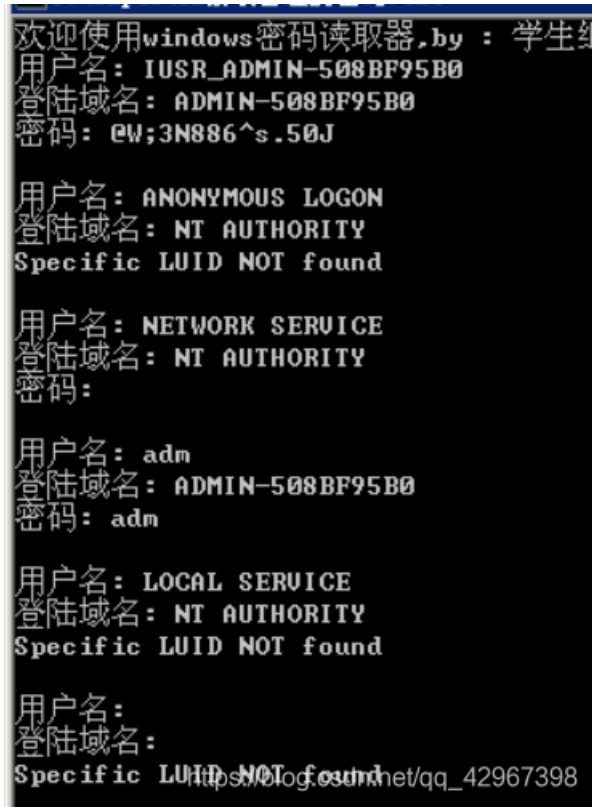 欢迎使用windows密码读取器,by : 学生
用户名: IUSR_ADMIN-508BF95B0
登陆域名: ADMIN-508BF95B0
密码: @W;3N886^s.50J
用户名: ANONYMOUS LOGON
登陆域名: NT AUTHORITY
Specific LUID NOT found
用户名: NETWORK SERVICE
登陆域名: NT AUTHORITY
密码:
用户名: adm
登陆域名: ADMIN-508BF95B0
密码: adm
用户名: LOCAL SERVICE
登陆域名: NT AUTHORITY
Specific LUID NOT found
用户名:
登陆域名:
Specific LUID NOT found
https://blog.csdn.net/qq_42967398